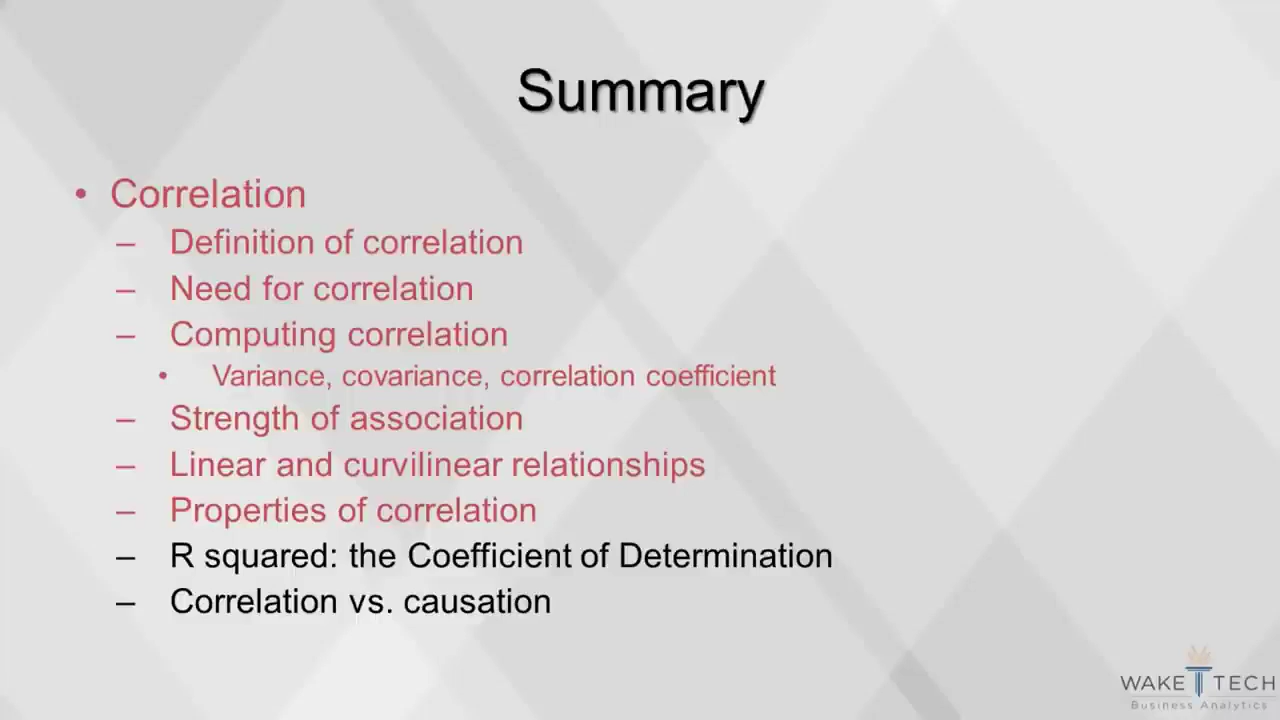 Summary
• Correlation
– Definition of correlation
– Need for correlation
– Computing correlation
• Variance, covariance, correlation coefficient
– Strength of association
– Linear and curvilinear relationships
– Properties of correlation
– R squared: the Coefficient of Determination
– Correlation vs. causation
WAKE TECH
Business Analytics